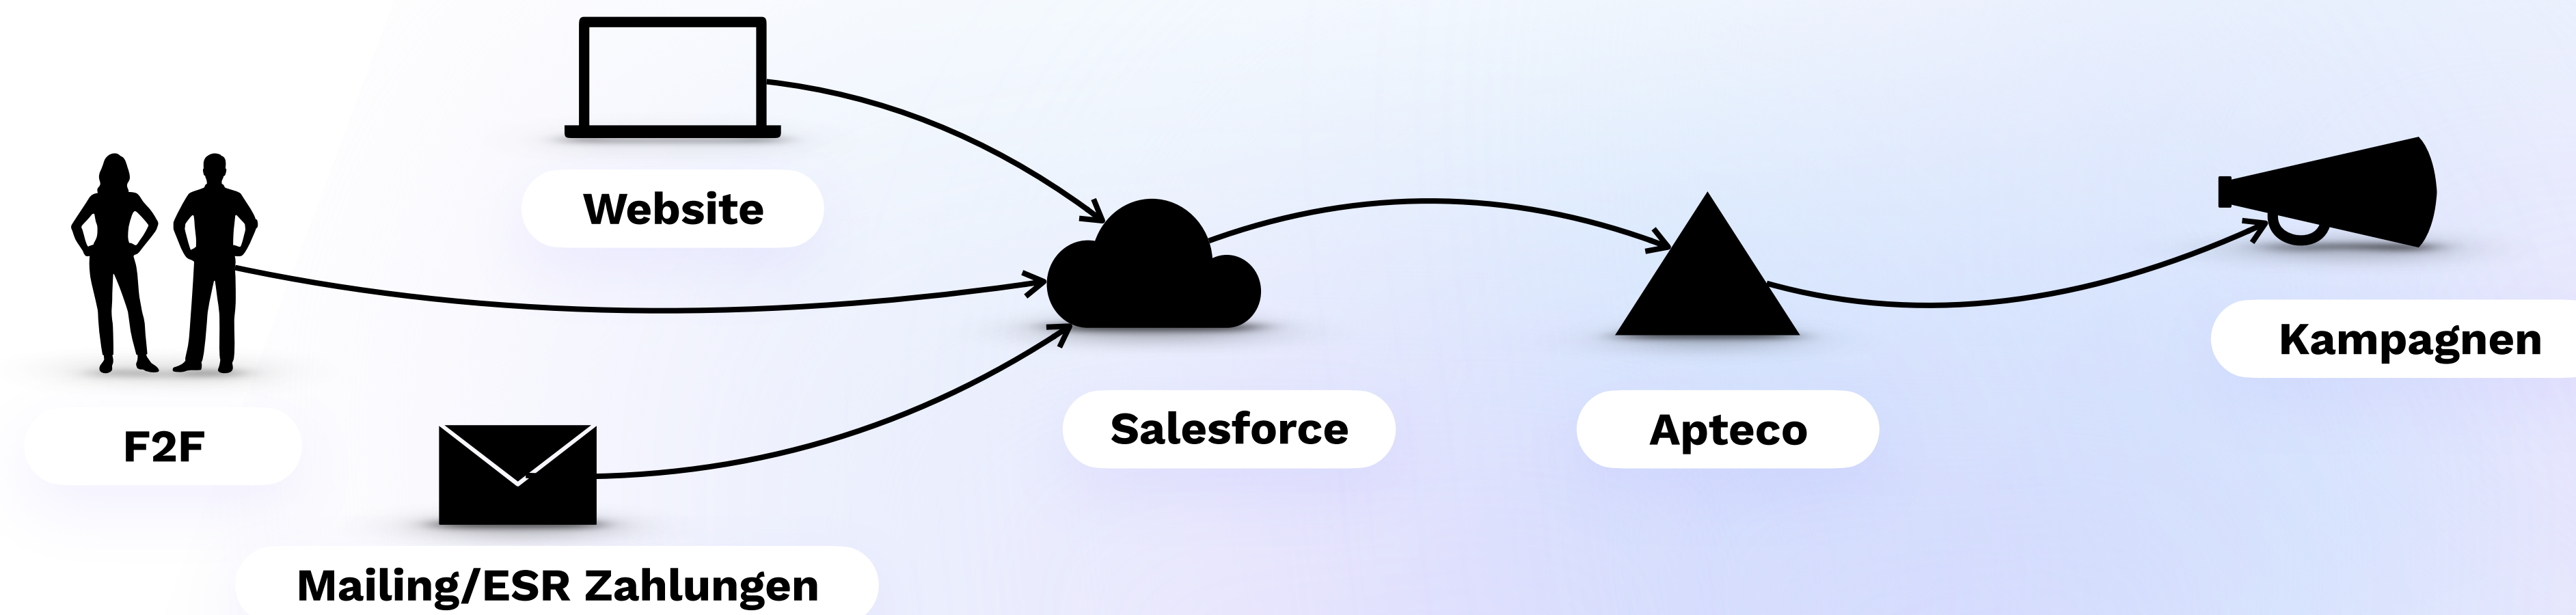 Website
F2F
Mailing/ESR Zahlungen
Salesforce
Apteco
Kampagnen